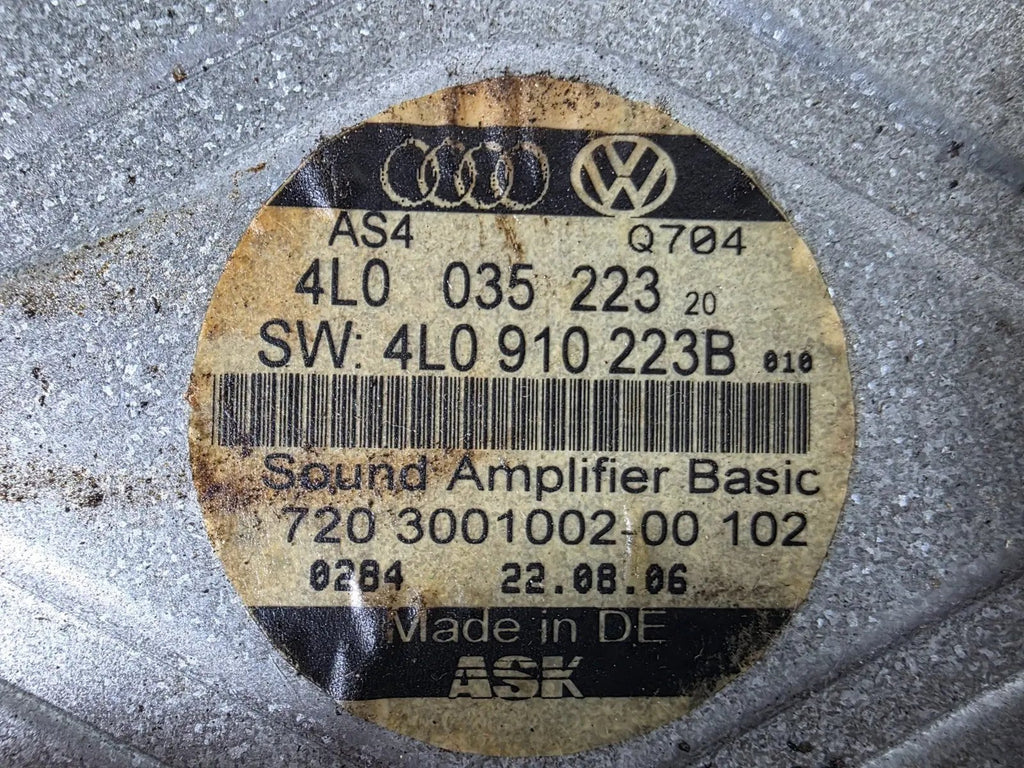 AS4 Q704
4L0 035 223 20
SW: 4L0 910 223B 010
Sound Amplifier Basic
720 3001002-00 102
0284 22.08.06
Made in DE
ASK